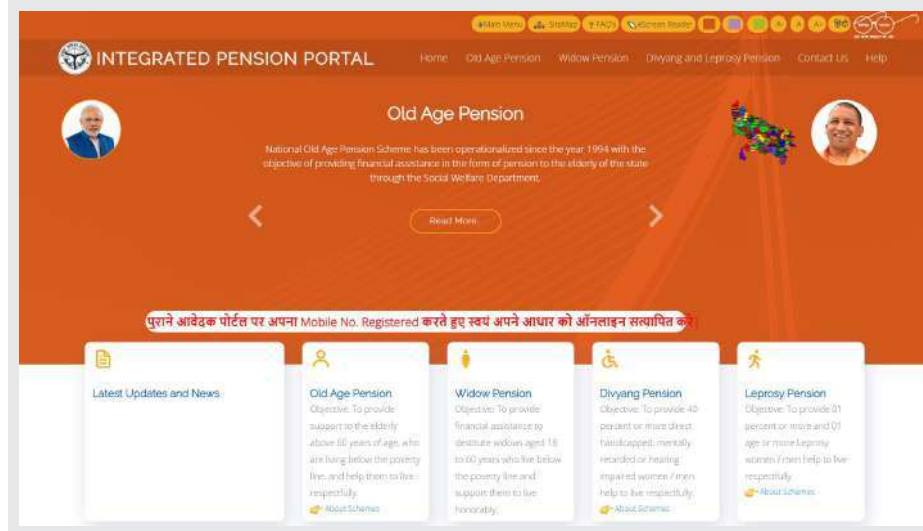 Main Menu SiteMap ? FAQ's Screen Reader A- A A+ हिंदी
INTEGRATED PENSION PORTAL
Home Old Age Pension Widow Pension Divyang and Leprosy Pension Contact Us Help
Old Age Pension
National Old Age Pension Scheme has been operationalized since the year 1994 with the
objective of providing financial assistance in the form of pension to the elderly of the state
through the Social Welfare Department.
Read More
पुराने आवेदक पोर्टल पर अपना Mobile No. Registered करते हुए स्वयं अपने आधार को ऑनलाइन सत्यापित करे|
Latest Updates and News
Old Age Pension
Objective: To provide
support to the elderly
above 60 years of age, who
are living below the poverty
line, and help them to live
respectfully.
About Schemes
Widow Pension
Objective: To provide
financial assistance to
destitute widows aged 18
to 60 years who live below
the poverty line and
support them to live
honorably.
Divyang Pension
Objective: To provide 40
percent or more direct
handicapped, mentally
retarded or hearing
impaired women / men
help to live respectfully.
About Schemes
Leprosy Pension
Objective: To provide 01
percent or more and 01
age or more Leprosy
women / men help to live
respectfully.
About Schemes